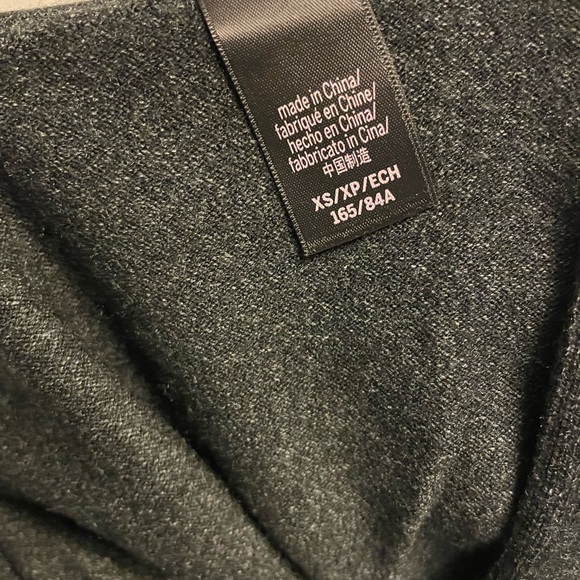 made in China/
fabriqué en Chine/
hecho en China/
fabbricato in Cina/
中国制造
XS/XP/ECH
165/84A